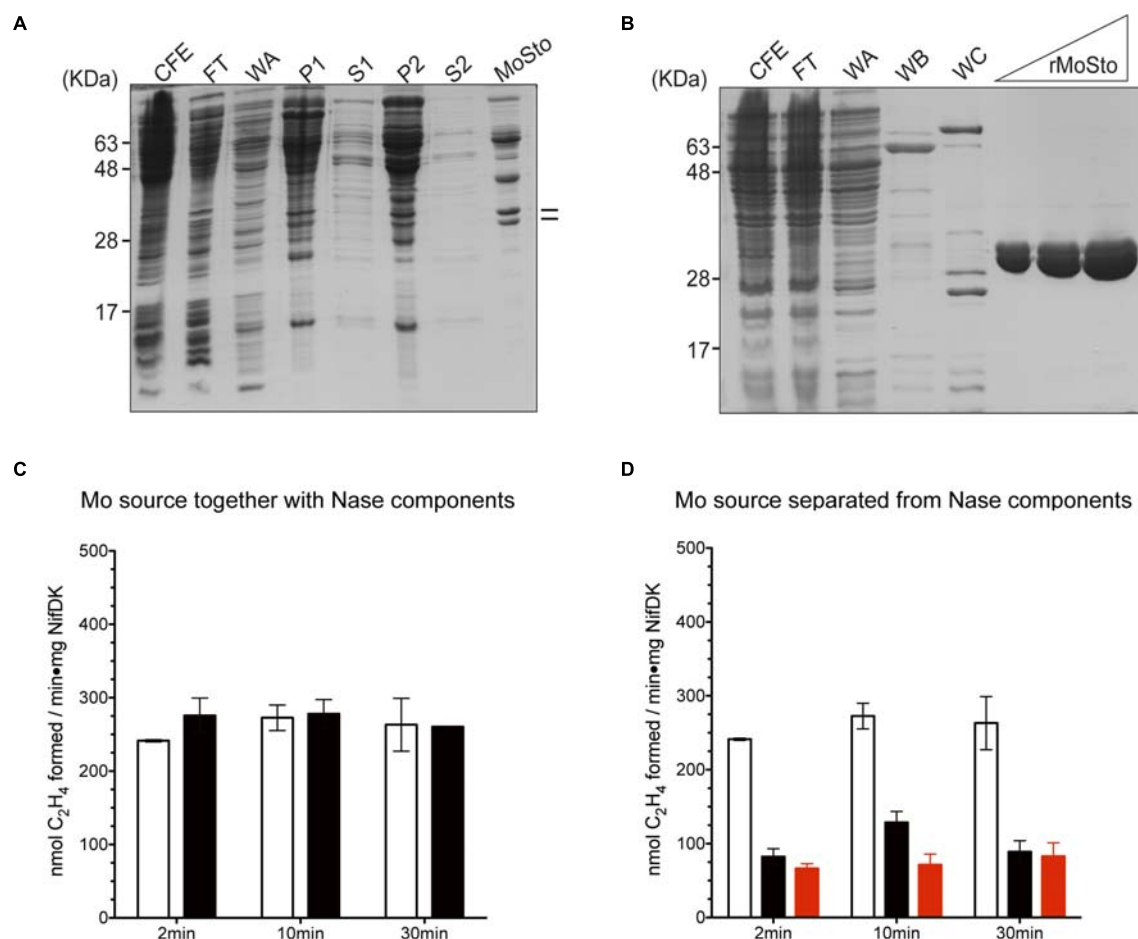 A
(KDa)
CFE FT WA P1 S1 P2 S2 MoSto
63
48
28
17
B
(KDa)
CFE FT WA WB WC rMoSto
63
48
28
17
C
Mo source together with Nase components
nmol C₂H₄ formed / min•mg NifDK
500
400
300
250
100
0
2min 10min 30min
D
Mo source separated from Nase components
nmol C₂H₄ formed / min•mg NifDK
500
400
300
250
100
0
2min 10min 30min